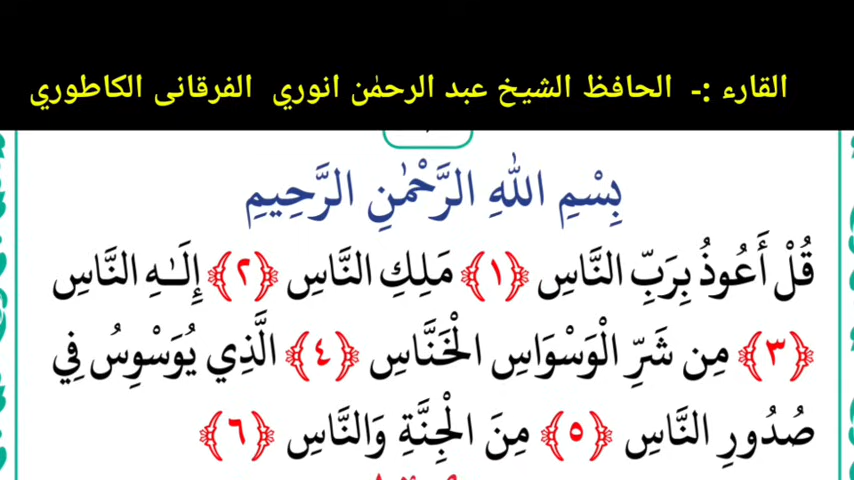 القارء :- الحافظ الشيخ عبد الرحمٰن انوري الفرقانى الكاطوري
بِسْمِ اللهِ الرَّحْمٰنِ الرَّحِيمِ
قُلْ أَعُوذُ بِرَبِّ النَّاسِ ﴿١﴾ مَلِكِ النَّاسِ ﴿٢﴾ إِلَـٰهِ النَّاسِ
﴿٣﴾ مِن شَرِّ الْوَسْوَاسِ الْخَنَّاسِ ﴿٤﴾ الَّذِي يُوَسْوِسُ فِي
صُدُورِ النَّاسِ ﴿٥﴾ مِنَ الْجِنَّةِ وَالنَّاسِ ﴿٦﴾